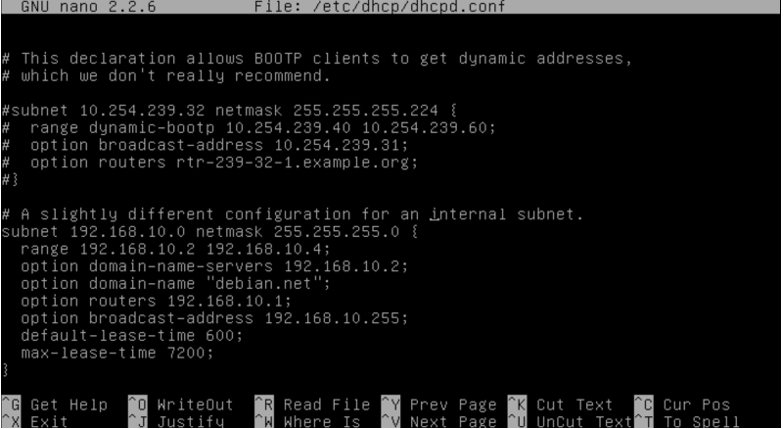 GNU nano 2.2.6 File: /etc/dhcp/dhcpd.conf
# This declaration allows BOOTP clients to get dynamic addresses,
# which we don't really recommend.
#subnet 10.254.239.32 netmask 255.255.255.224 {
#  range dynamic-bootp 10.254.239.40 10.254.239.60;
#  option broadcast-address 10.254.239.31;
#  option routers rtr-239-32-1.example.org;
#}
# A slightly different configuration for an internal subnet.
subnet 192.168.10.0 netmask 255.255.255.0 {
  range 192.168.10.2 192.168.10.4;
  option domain-name-servers 192.168.10.2;
  option domain-name "debian.net";
  option routers 192.168.10.1;
  option broadcast-address 192.168.10.255;
  default-lease-time 600;
  max-lease-time 7200;
}
^G Get Help ^O WriteOut ^R Read File ^Y Prev Page ^K Cut Text ^C Cur Pos
^X Exit ^J Justify ^W Where Is ^V Next Page ^U UnCut Text ^T To Spell